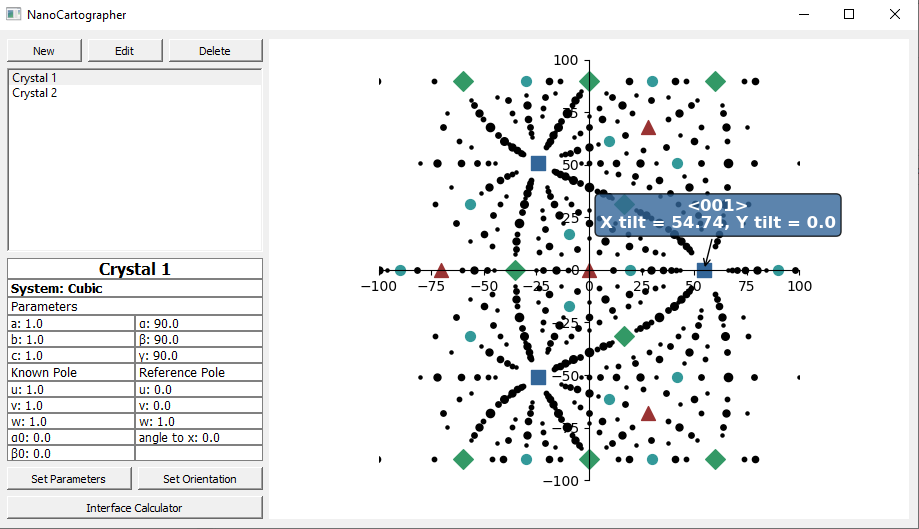 NanoCartographer
New Edit Delete
Crystal 1
Crystal 2
Crystal 1
System: Cubic
Parameters
a: 1.0 α: 90.0
b: 1.0 β: 90.0
c: 1.0 γ: 90.0
Known Pole Reference Pole
u: 1.0 u: 0.0
v: 1.0 v: 0.0
w: 1.0 w: 1.0
α0: 0.0 angle to x: 0.0
β0: 0.0
Set Parameters Set Orientation
Interface Calculator
100
75
50
25
0
−25
−50
−75
−100
<001>
X tilt = 54.74, Y tilt = 0.0
−100 −75 −50 −25 0 25 50 75 100